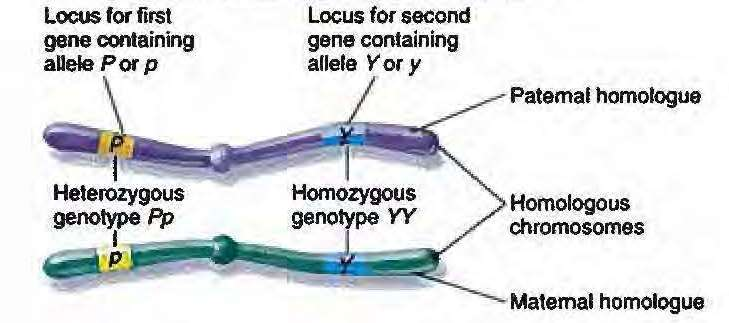 Locus for first
gene containing
allele P or p
Locus for second
gene containing
allele Y or y
Paternal homologue
P
Y
Heterozygous
genotype Pp
Homozygous
genotype YY
Homologous
chromosomes
p
Y
Maternal homologue